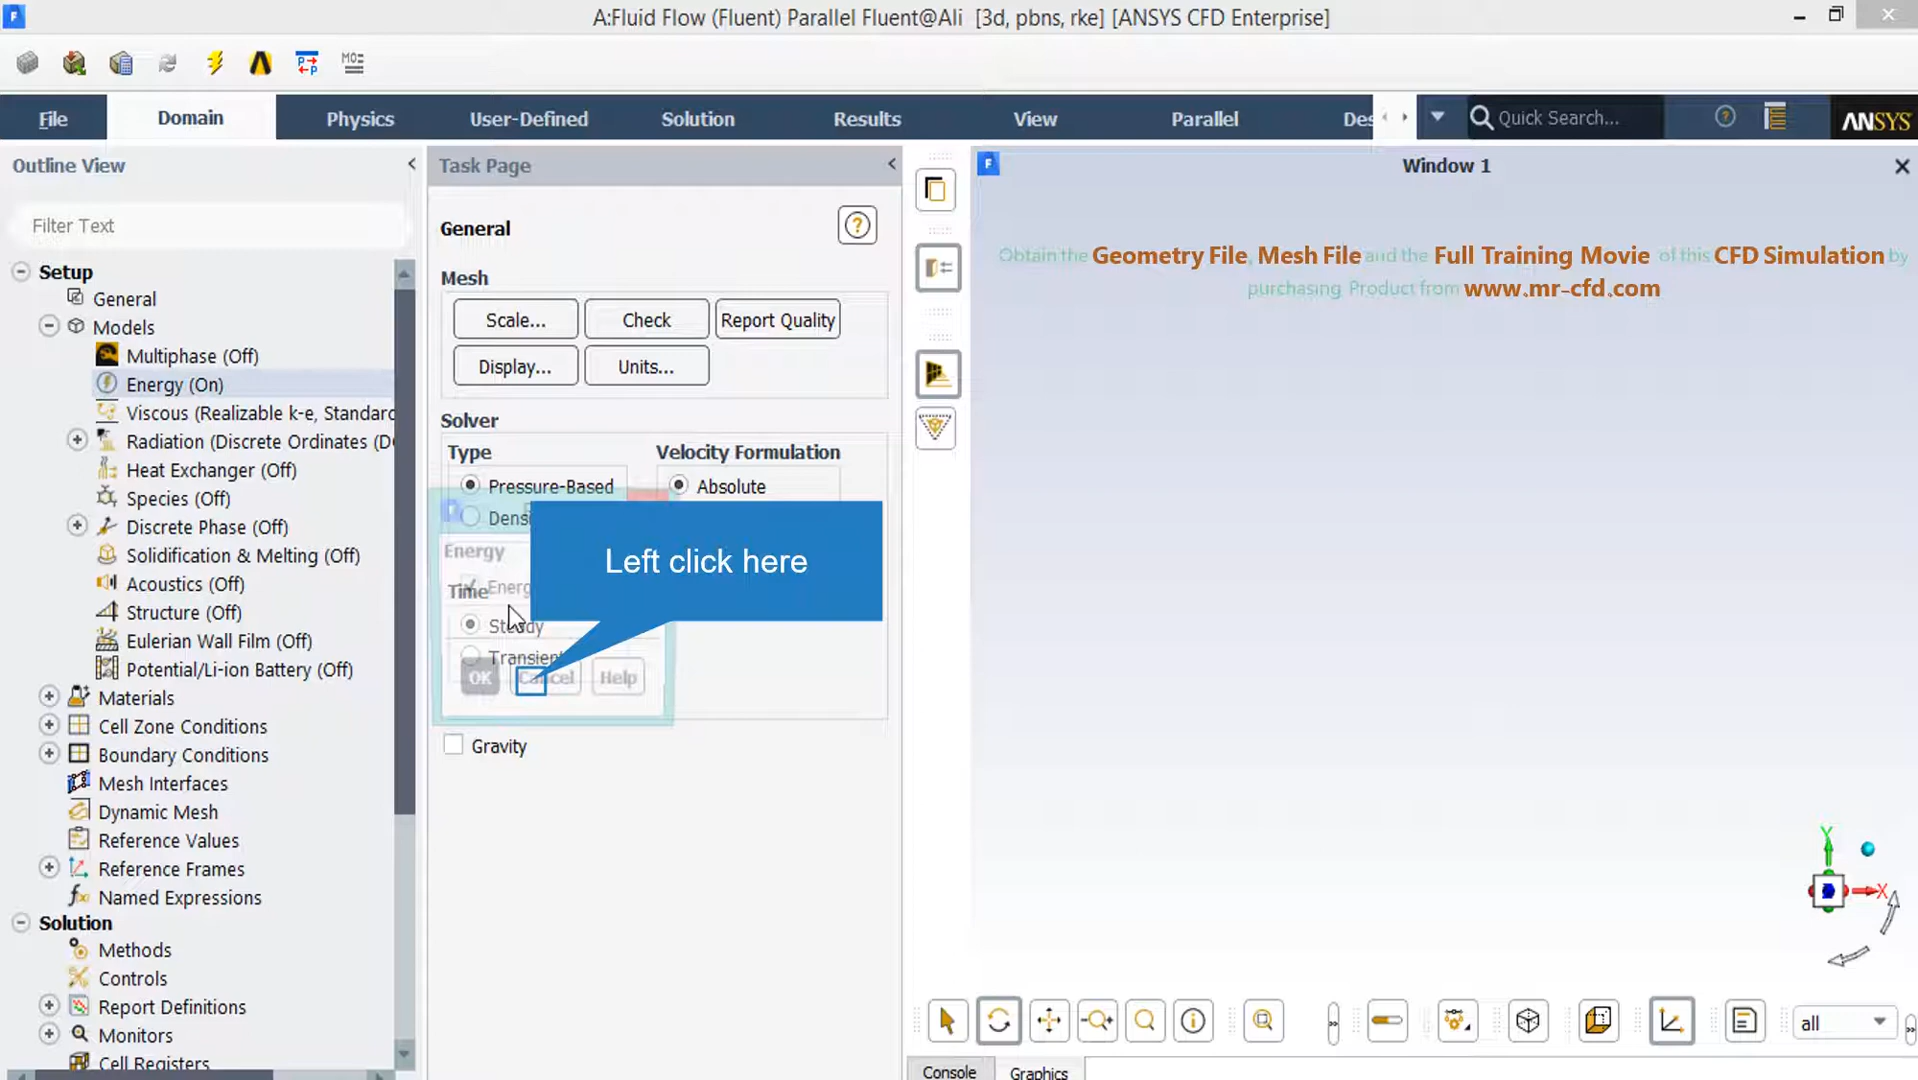 A:Fluid Flow (Fluent) Parallel Fluent@Ali [3d, pbns, rke] [ANSYS CFD Enterprise]
File
Domain
Physics
User-Defined
Solution
Results
View
Parallel
Des
Quick Search...
ANSYS
Outline View
Filter Text
Setup
General
Models
Multiphase (Off)
Energy (On)
Viscous (Realizable k-e, Standard
Radiation (Discrete Ordinates (DO
Heat Exchanger (Off)
Species (Off)
Discrete Phase (Off)
Solidification & Melting (Off)
Acoustics (Off)
Structure (Off)
Eulerian Wall Film (Off)
Potential/Li-ion Battery (Off)
Materials
Cell Zone Conditions
Boundary Conditions
Mesh Interfaces
Dynamic Mesh
Reference Values
Reference Frames
Named Expressions
Solution
Methods
Controls
Report Definitions
Monitors
Cell Registers
Task Page
General
Mesh
Scale...
Check
Report Quality
Display...
Units...
Solver
Type
Velocity Formulation
Pressure-Based
Absolute
Densi
Left click here
Energy
Energ
Time
Steady
Transient
OK
Cancel
Help
Gravity
Window 1
Obtain the Geometry File, Mesh File and the Full Training Movie of this CFD Simulation by
purchasing Product from www.mr-cfd.com
Y
X
all
Console
Graphics